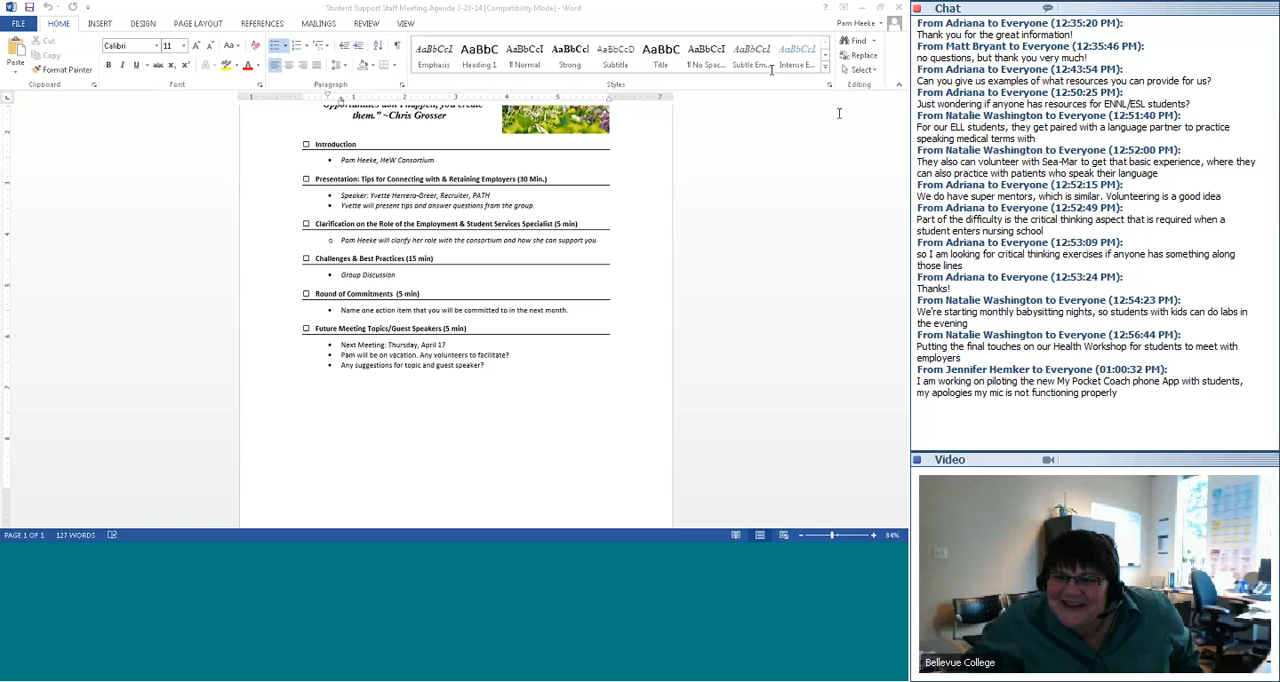 Student Support Staff Meeting Agenda 3-20-14 [Compatibility Mode] - Word
FILE HOME INSERT DESIGN PAGE LAYOUT REFERENCES MAILINGS REVIEW VIEW Pam Heeke
Paste
Cut
Copy
Format Painter
Clipboard
Calibri 11
Font
Paragraph
AaBbCcI AaBbC AaBbCcI AaBbCcl AaBbCcD AaBbC AaBbCcI AaBbCcI AaBbCcI
Emphasis Heading 1 ¶ Normal Strong Subtitle Title ¶ No Spac... Subtle Em... Intense E...
Styles
Find
Replace
Select
Editing
Opportunities don't happen, you create
them." ~Chris Grosser
Introduction
• Pam Heeke, HeW Consortium
Presentation: Tips for Connecting with & Retaining Employers (30 Min.)
• Speaker: Yvette Herrera-Greer, Recruiter, PATH
• Yvette will present tips and answer questions from the group.
Clarification on the Role of the Employment & Student Services Specialist (5 min)
o Pam Heeke will clarify her role with the consortium and how she can support you.
Challenges & Best Practices (15 min)
• Group Discussion
Round of Commitments (5 min)
• Name one action item that you will be committed to in the next month.
Future Meeting Topics/Guest Speakers (5 min)
• Next Meeting: Thursday, April 17
• Pam will be on vacation. Any volunteers to facilitate?
• Any suggestions for topic and guest speaker?
PAGE 1 OF 1 127 WORDS 84%
Chat
From Adriana to Everyone (12:35:20 PM):
Thank you for the great information!
From Matt Bryant to Everyone (12:35:46 PM):
no questions, but thank you very much!
From Adriana to Everyone (12:43:54 PM):
Can you give us examples of what resources you can provide for us?
From Adriana to Everyone (12:50:25 PM):
Just wondering if anyone has resources for ENNL/ESL students?
From Natalie Washington to Everyone (12:51:40 PM):
For our ELL students, they get paired with a language partner to practice
speaking medical terms with
From Natalie Washington to Everyone (12:52:00 PM):
They also can volunteer with Sea-Mar to get that basic experience, where they
can also practice with patients who speak their language
From Adriana to Everyone (12:52:15 PM):
We do have super mentors, which is similar. Volunteering is a good idea
From Adriana to Everyone (12:52:49 PM):
Part of the difficulty is the critical thinking aspect that is required when a
student enters nursing school
From Adriana to Everyone (12:53:09 PM):
so I am looking for critical thinking exercises if anyone has something along
those lines
From Adriana to Everyone (12:53:24 PM):
Thanks!
From Natalie Washington to Everyone (12:54:23 PM):
We're starting monthly babysitting nights, so students with kids can do labs in
the evening
From Natalie Washington to Everyone (12:56:44 PM):
Putting the final touches on our Health Workshop for students to meet with
employers
From Jennifer Hemker to Everyone (01:00:32 PM):
I am working on piloting the new My Pocket Coach phone App with students,
my apologies my mic is not functioning properly
Video
Bellevue College